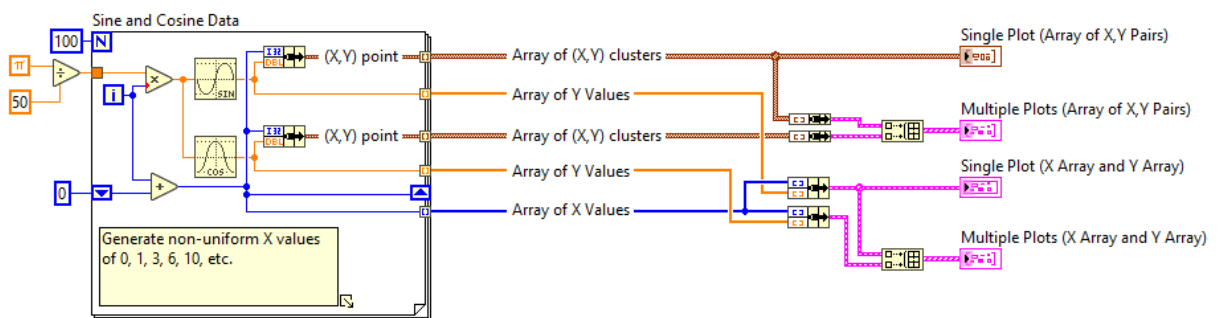 Sine and Cosine Data
100 N
π
÷
50
i
×
SIN
I32
DBL
(X,Y) point
COS
I32
DBL
(X,Y) point
0
+
Generate non-uniform X values
of 0, 1, 3, 6, 10, etc.
Array of (X,Y) clusters
Array of Y Values
Array of (X,Y) clusters
Array of Y Values
Array of X Values
Single Plot (Array of X,Y Pairs)
Multiple Plots (Array of X,Y Pairs)
Single Plot (X Array and Y Array)
Multiple Plots (X Array and Y Array)